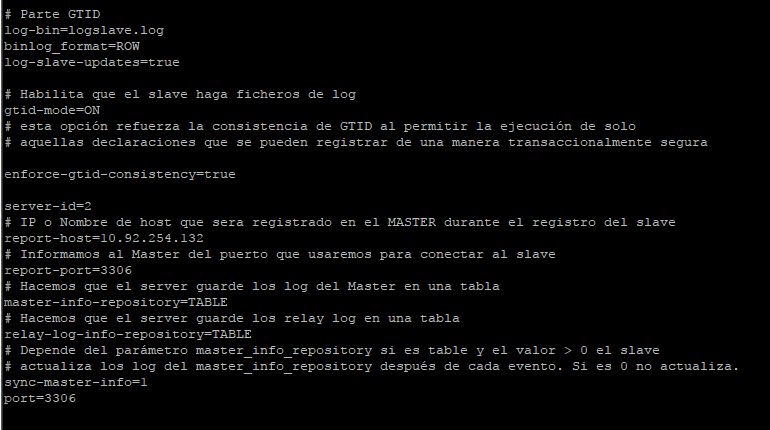 # Parte GTID
log-bin=logslave.log
binlog_format=ROW
log-slave-updates=true
# Habilita que el slave haga ficheros de log
gtid-mode=ON
# esta opción refuerza la consistencia de GTID al permitir la ejecución de solo
# aquellas declaraciones que se pueden registrar de una manera transaccionalmente segura
enforce-gtid-consistency=true
server-id=2
# IP o Nombre de host que sera registrado en el MASTER durante el registro del slave
report-host=10.92.254.132
# Informamos al Master del puerto que usaremos para conectar al slave
report-port=3306
# Hacemos que el server guarde los log del Master en una tabla
master-info-repository=TABLE
# Hacemos que el server guarde los relay log en una tabla
relay-log-info-repository=TABLE
# Depende del parámetro master_info_repository si es table y el valor > 0 el slave
# actualiza los log del master_info_repository después de cada evento. Si es 0 no actualiza.
sync-master-info=1
port=3306